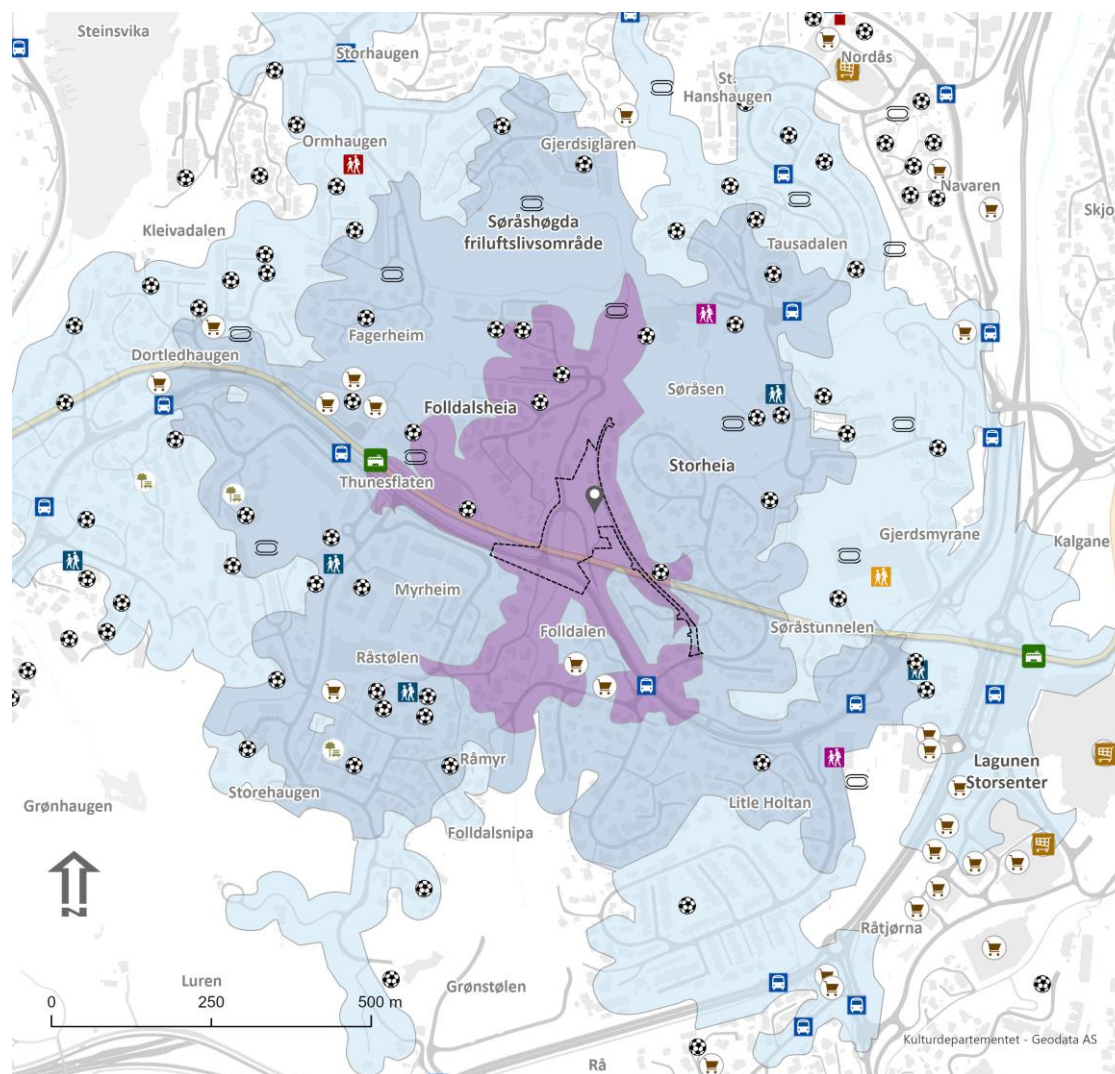 Steinsvika
Storhaugen
St.
Hanshaugen
Nordås
Ormhaugen
Gjerdsiglaren
Navaren
Skjo
Kleivadalen
Søråshøgda
friluftslivsområde
Tausadalen
Fagerheim
Dortledhaugen
Søråsen
Folldalsheia
Storheia
Thunesflaten
Gjerdsmyrane
Kalgane
Myrheim
Folldalen
Søråstunnelen
Råstølen
Råmyr
Storehaugen
Litle Holtan
Lagunen
Storsenter
Grønhaugen
Folldalsnipa
N
Råtjørna
Luren
Grønstølen
0 250 500 m
Kulturdepartementet - Geodata AS
Rå